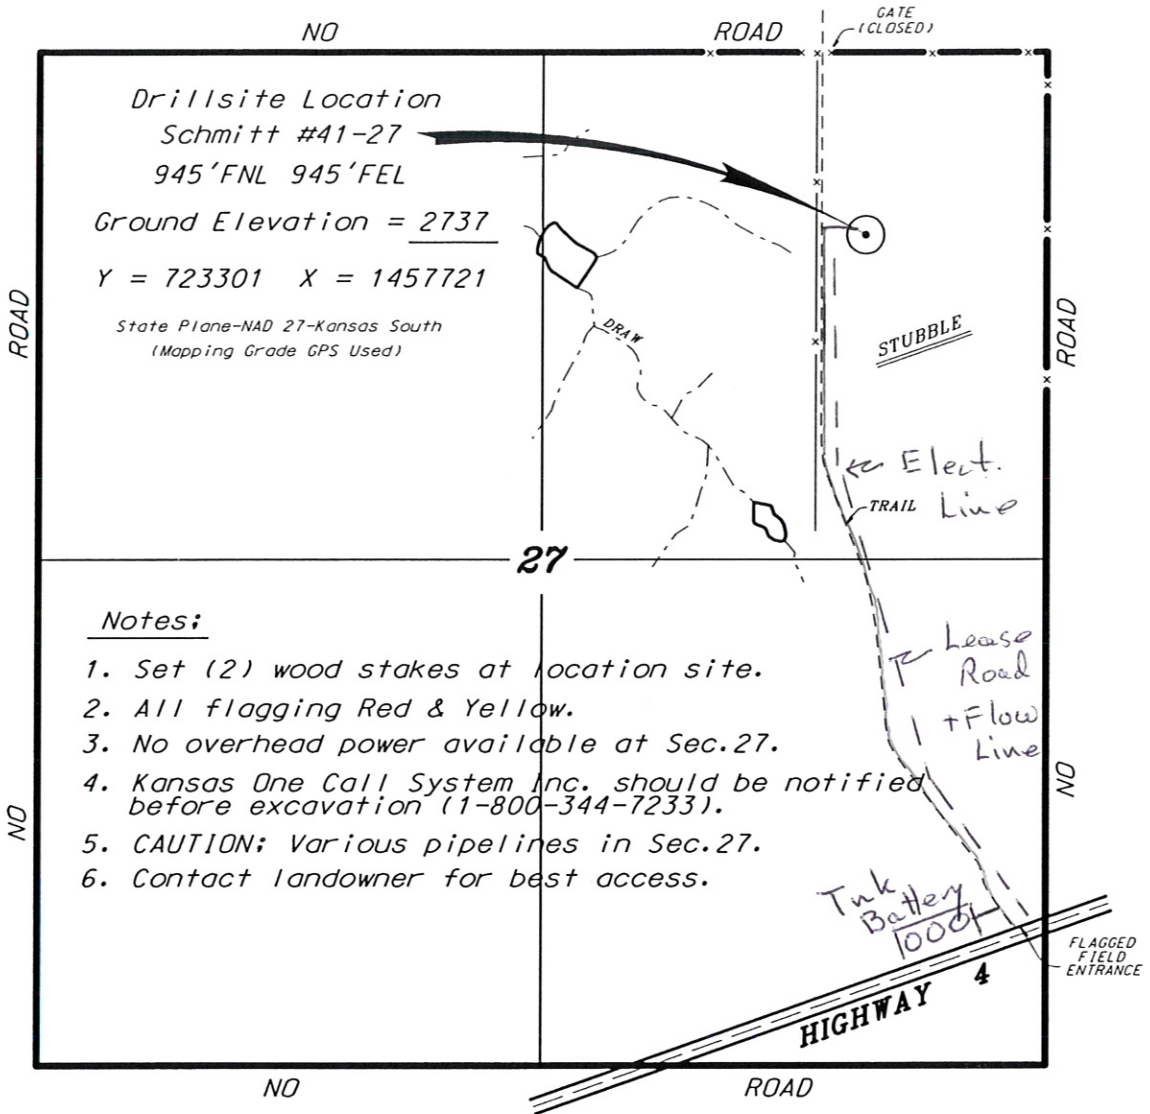 NO ROAD
GATE
(CLOSED)
Drillsite Location
Schmitt #41-27
945'FNL 945'FEL
Ground Elevation = 2737
Y = 723301 X = 1457721
State Plane-NAD 27-Kansas South
(Mapping Grade GPS Used)
ROAD
ROAD
DRAW
STUBBLE
← Elect.
Line
TRAIL
27
Notes:
1. Set (2) wood stakes at location site.
2. All flagging Red & Yellow.
3. No overhead power available at Sec.27.
4. Kansas One Call System Inc. should be notified
before excavation (1-800-344-7233).
5. CAUTION: Various pipelines in Sec.27.
6. Contact landowner for best access.
Lease
Road
+Flow
Line
NO
NO
Tnk
Battery
000
FLAGGED
FIELD
ENTRANCE
HIGHWAY 4
NO ROAD